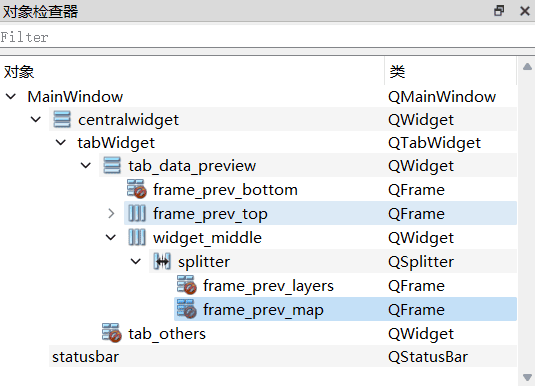 对象检查器
Filter
对象 类
MainWindow QMainWindow
centralwidget QWidget
tabWidget QTabWidget
tab_data_preview QWidget
frame_prev_bottom QFrame
frame_prev_top QFrame
widget_middle QWidget
splitter QSplitter
frame_prev_layers QFrame
frame_prev_map QFrame
tab_others QWidget
statusbar QStatusBar